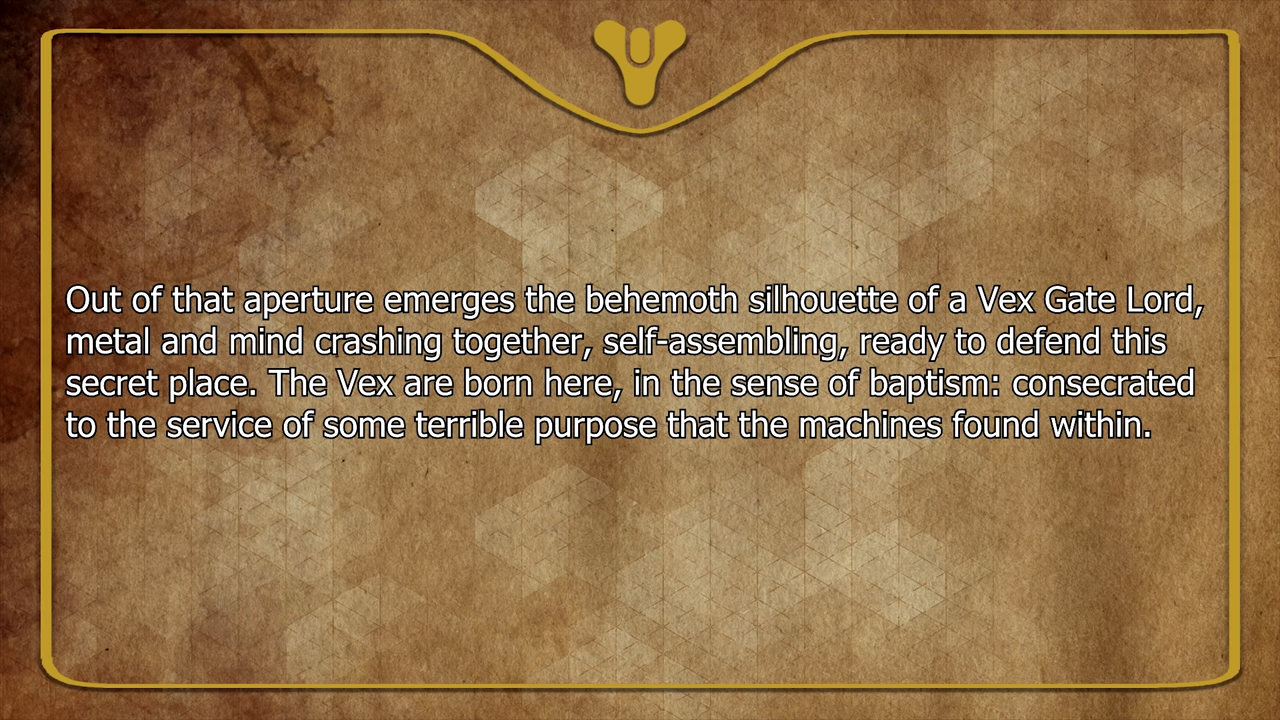 Out of that aperture emerges the behemoth silhouette of a Vex Gate Lord,
metal and mind crashing together, self-assembling, ready to defend this
secret place. The Vex are born here, in the sense of baptism: consecrated
to the service of some terrible purpose that the machines found within.